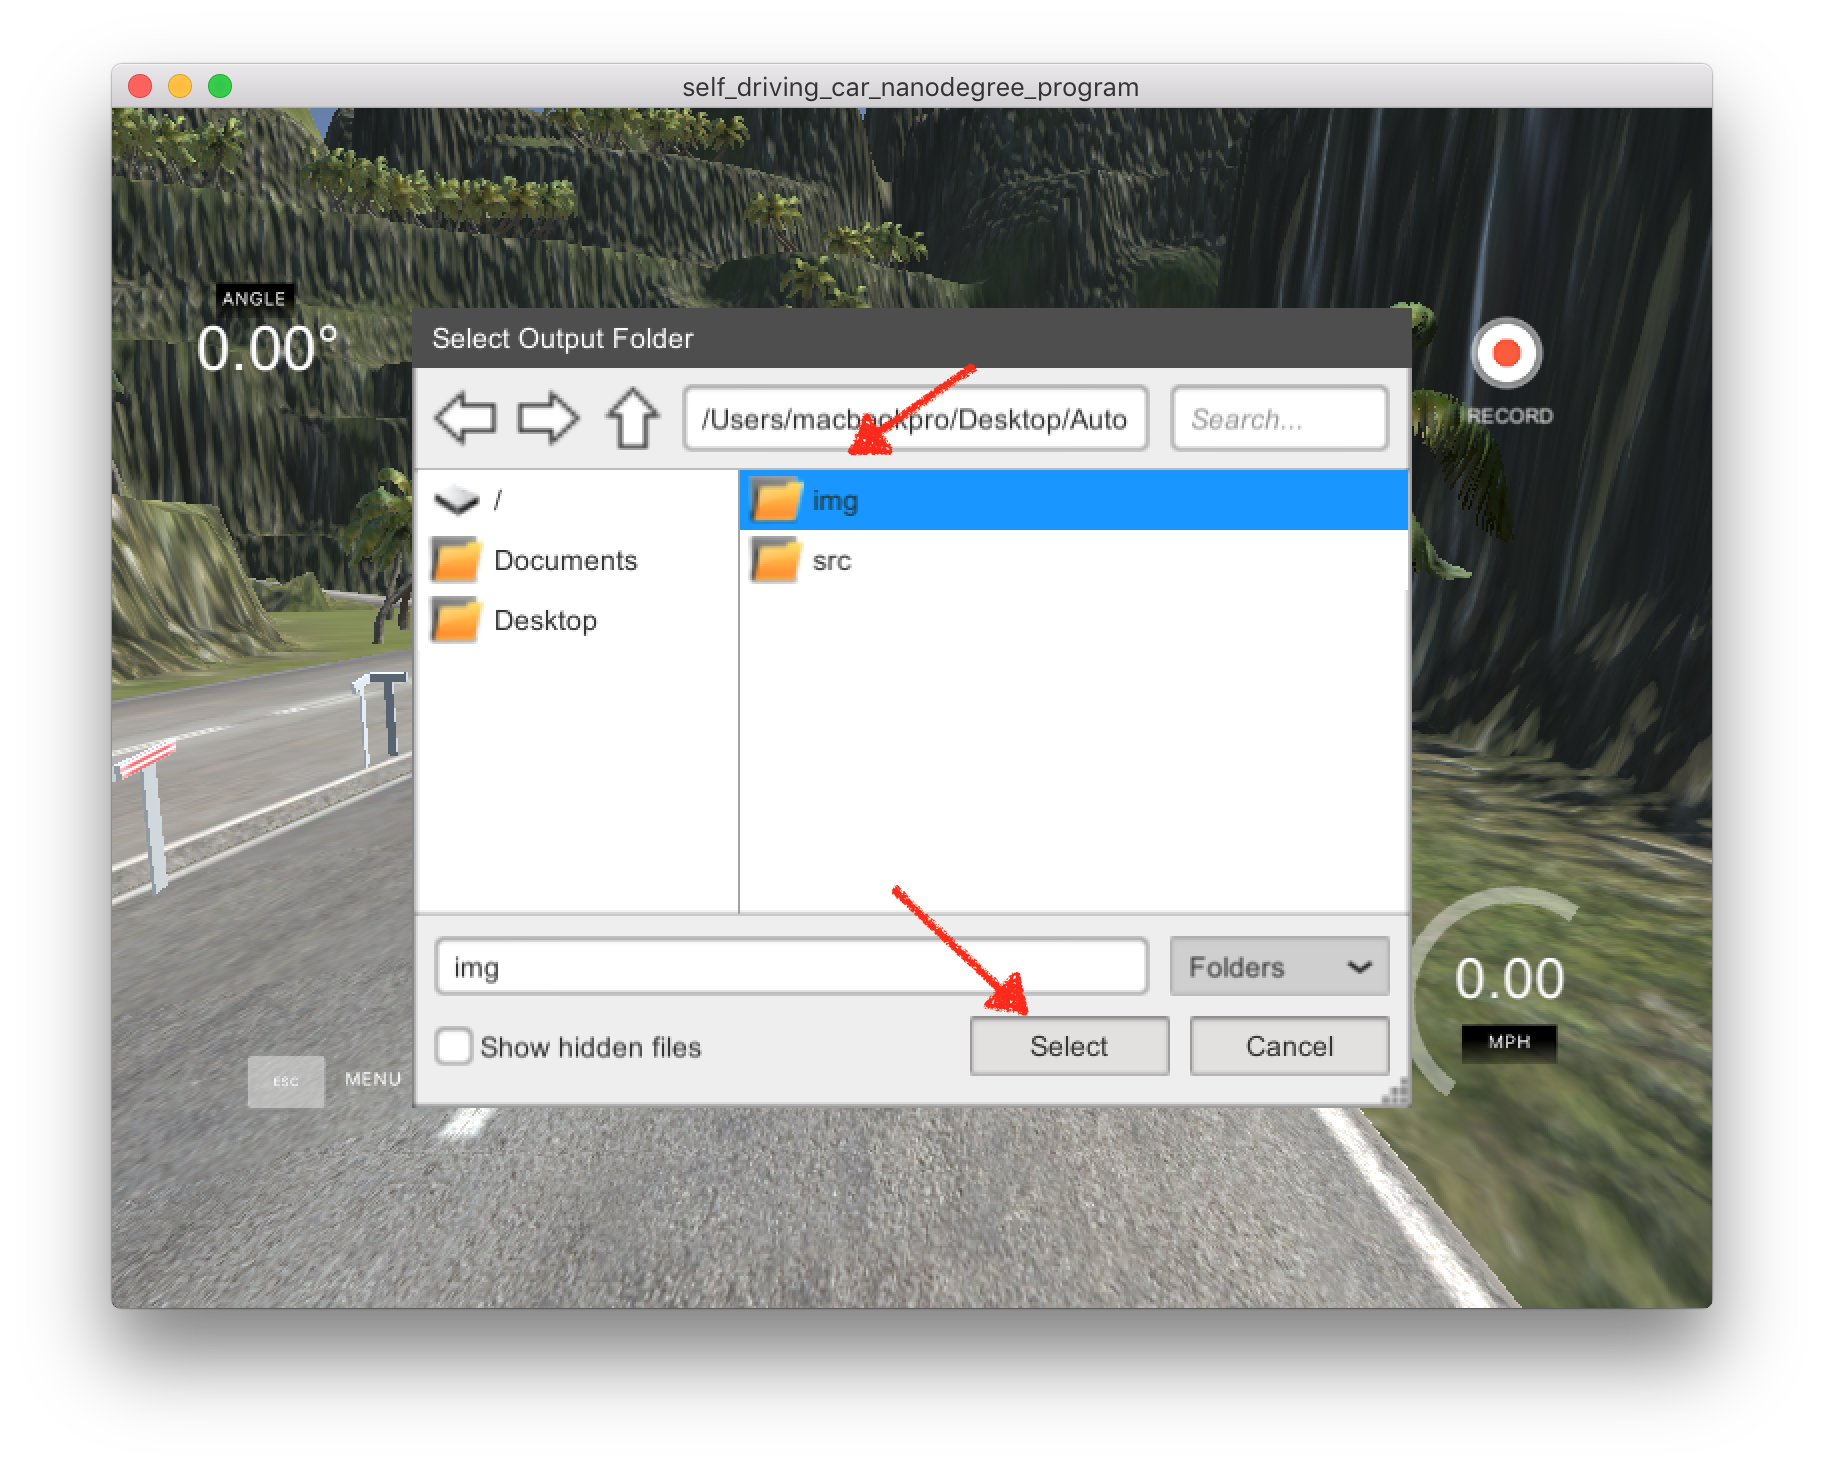 self_driving_car_nanodegree_program
ANGLE
0.00°
Select Output Folder
/Users/macbookpro/Desktop/Auto
Search...
RECORD
/
Documents
Desktop
img
src
img
Folders
Show hidden files
Select
Cancel
0.00
MPH
ESC
MENU